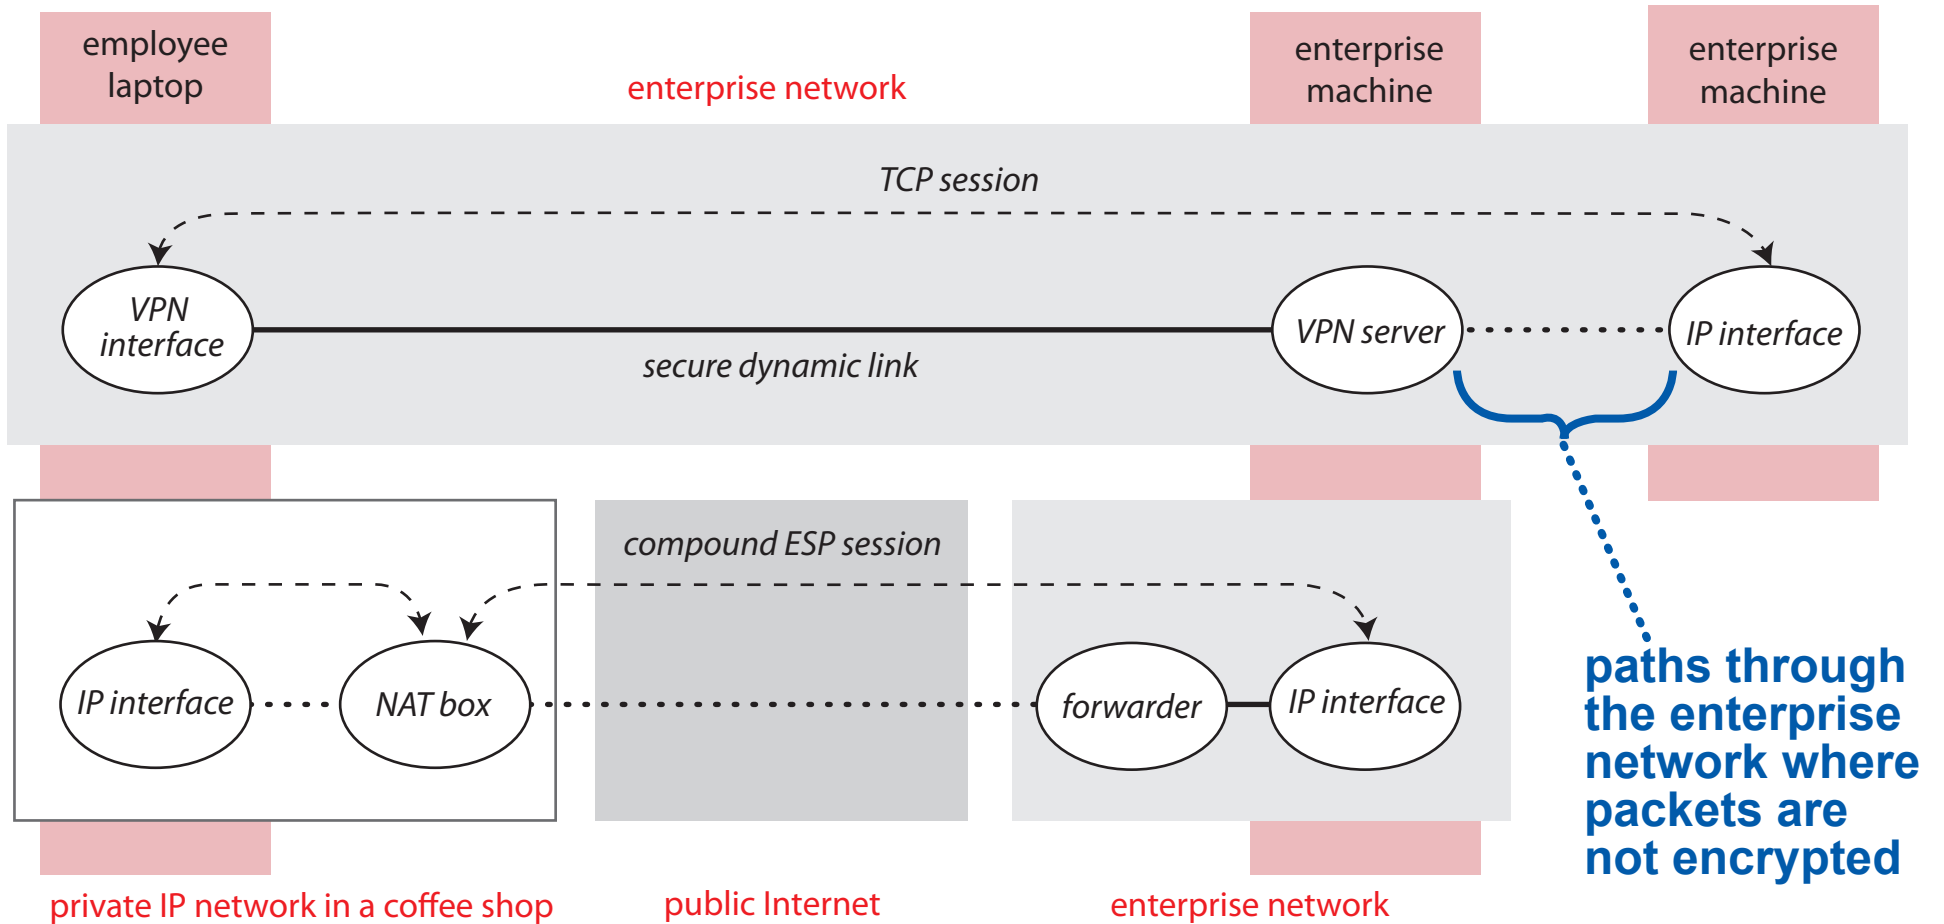 employee
laptop
enterprise network
enterprise
machine
enterprise
machine
TCP session
VPN
interface
secure dynamic link
VPN server
IP interface
compound ESP session
IP interface
NAT box
forwarder
IP interface
paths through
the enterprise
network where
packets are
not encrypted
private IP network in a coffee shop
public Internet
enterprise network